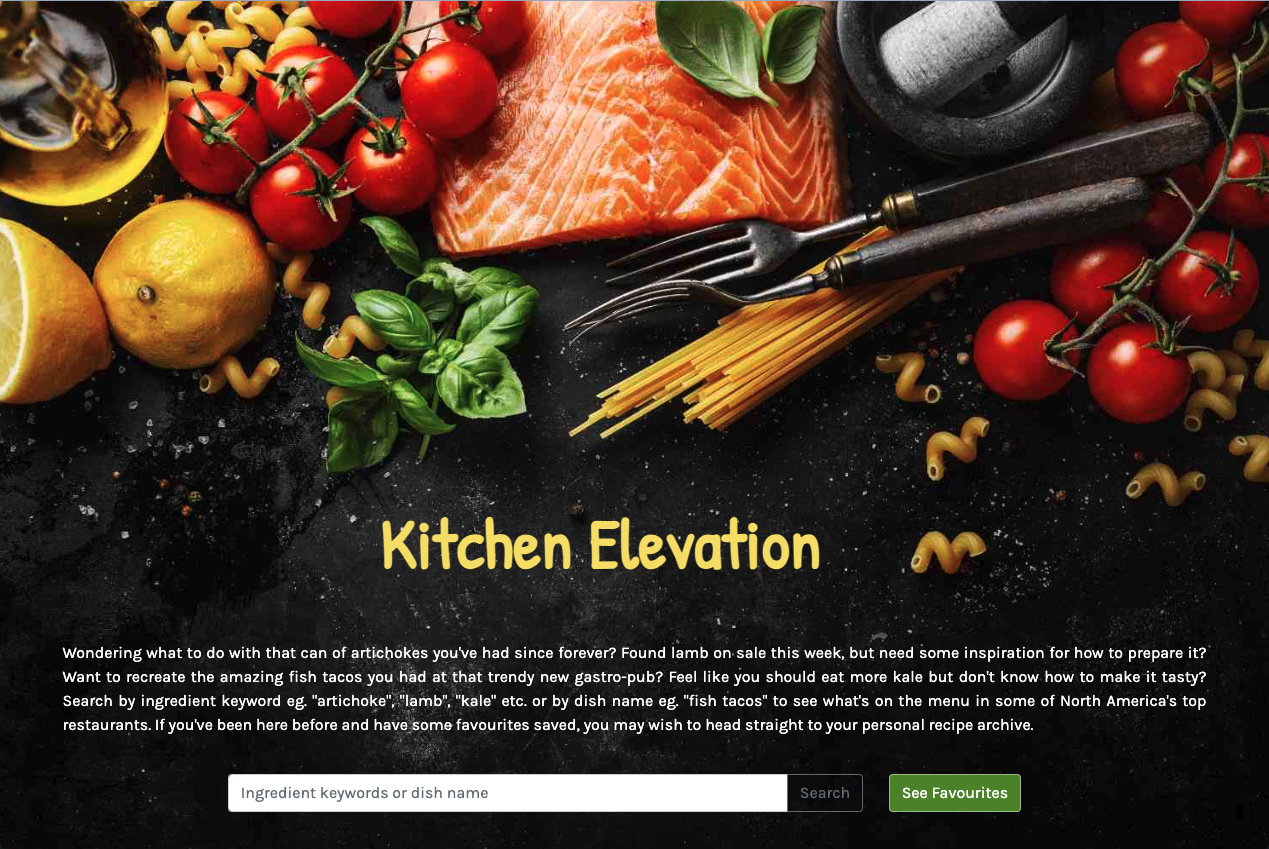 Kitchen Elevation
Wondering what to do with that can of artichokes you've had since forever? Found lamb on sale this week, but need some inspiration for how to prepare it?
Want to recreate the amazing fish tacos you had at that trendy new gastro-pub? Feel like you should eat more kale but don't know how to make it tasty?
Search by ingredient keyword eg. "artichoke", "lamb", "kale" etc. or by dish name eg. "fish tacos" to see what's on the menu in some of North America's top
restaurants. If you've been here before and have some favourites saved, you may wish to head straight to your personal recipe archive.
Ingredient keywords or dish name Search See Favourites